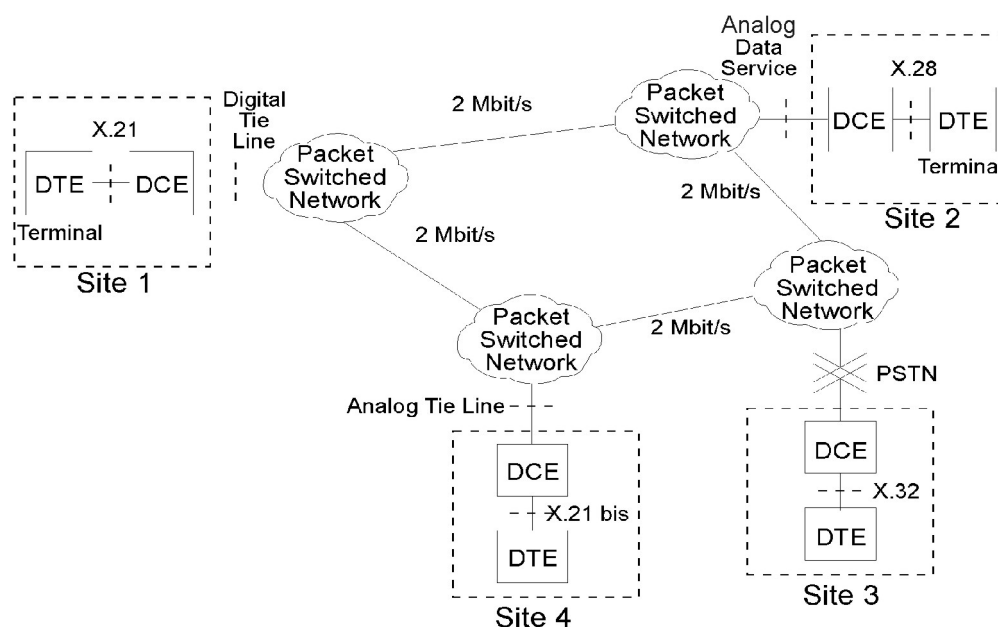 Analog
Data
Service
X.28
DCE
DTE
Terminal
Site 2
Digital
Tie
Line
2 Mbit/s
Packet
Switched
Network
X.21
DTE
DCE
Terminal
Site 1
Packet
Switched
Network
2 Mbit/s
2 Mbit/s
Packet
Switched
Network
Packet
Switched
Network
2 Mbit/s
PSTN
Analog Tie Line
DCE
X.21 bis
DTE
Site 4
DCE
X.32
DTE
Site 3